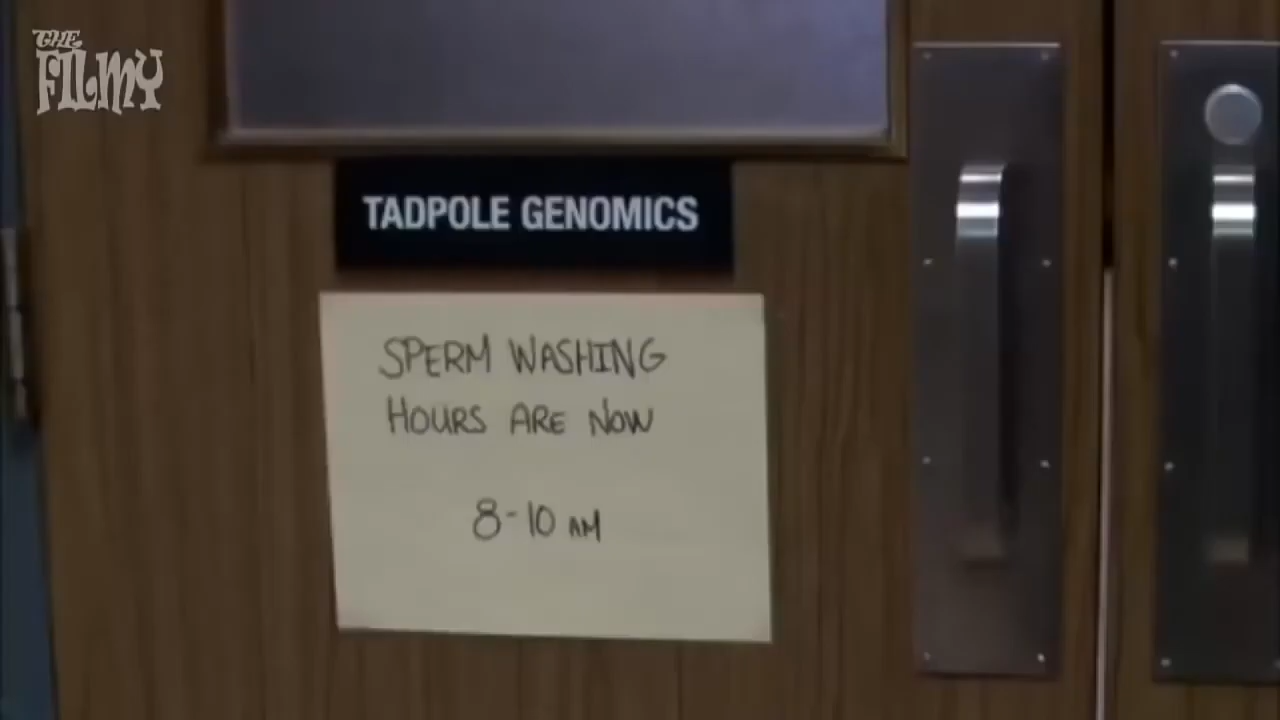 THE
FILMY
TADPOLE GENOMICS
SPERM WASHING
HOURS ARE NOW
8-10 AM